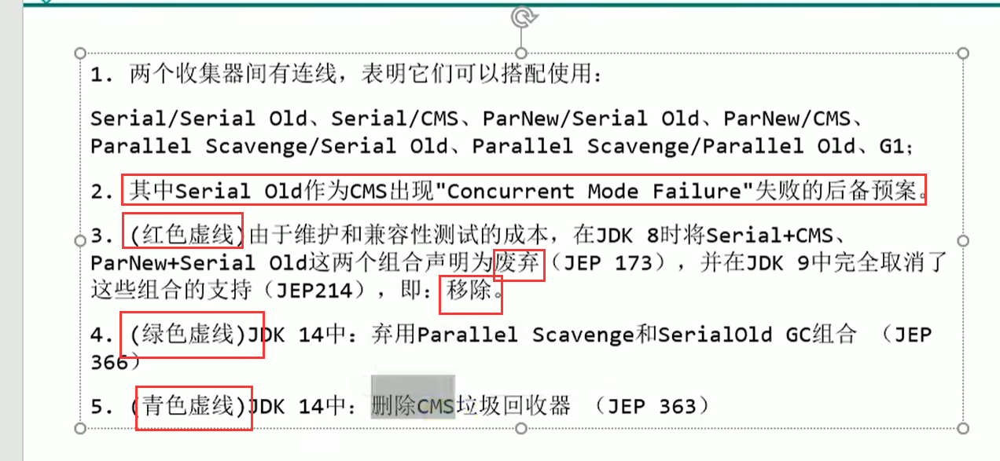 1. 两个收集器间有连线，表明它们可以搭配使用：
Serial/Serial Old、Serial/CMS、ParNew/Serial Old、ParNew/CMS、
Parallel Scavenge/Serial Old、Parallel Scavenge/Parallel Old、G1；
2. 其中Serial Old作为CMS出现"Concurrent Mode Failure"失败的后备预案。
3. (红色虚线)由于维护和兼容性测试的成本，在JDK 8时将Serial+CMS、
ParNew+Serial Old这两个组合声明为废弃（JEP 173），并在JDK 9中完全取消了
这些组合的支持（JEP214），即：移除。
4. (绿色虚线)JDK 14中：弃用Parallel Scavenge和SerialOld GC组合 （JEP
366）
5. (青色虚线)JDK 14中：删除CMS垃圾回收器 （JEP 363）